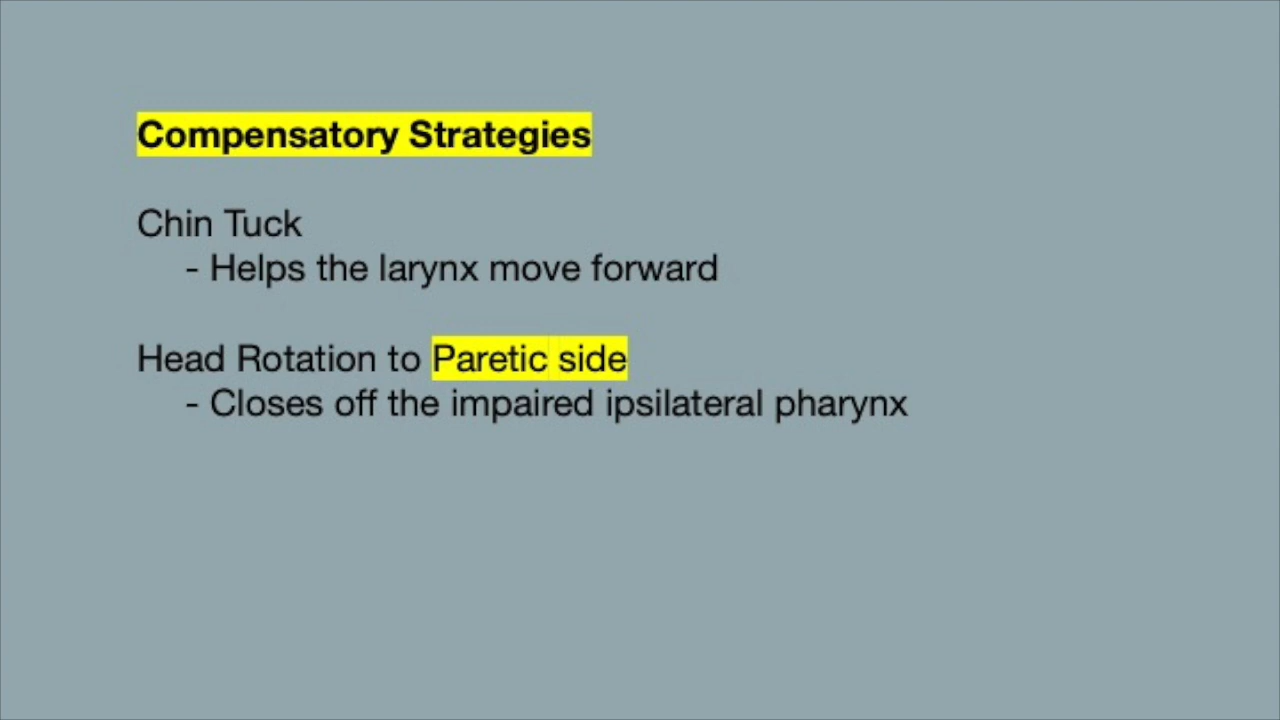 Compensatory Strategies
Chin Tuck
- Helps the larynx move forward
Head Rotation to Paretic side
- Closes off the impaired ipsilateral pharynx